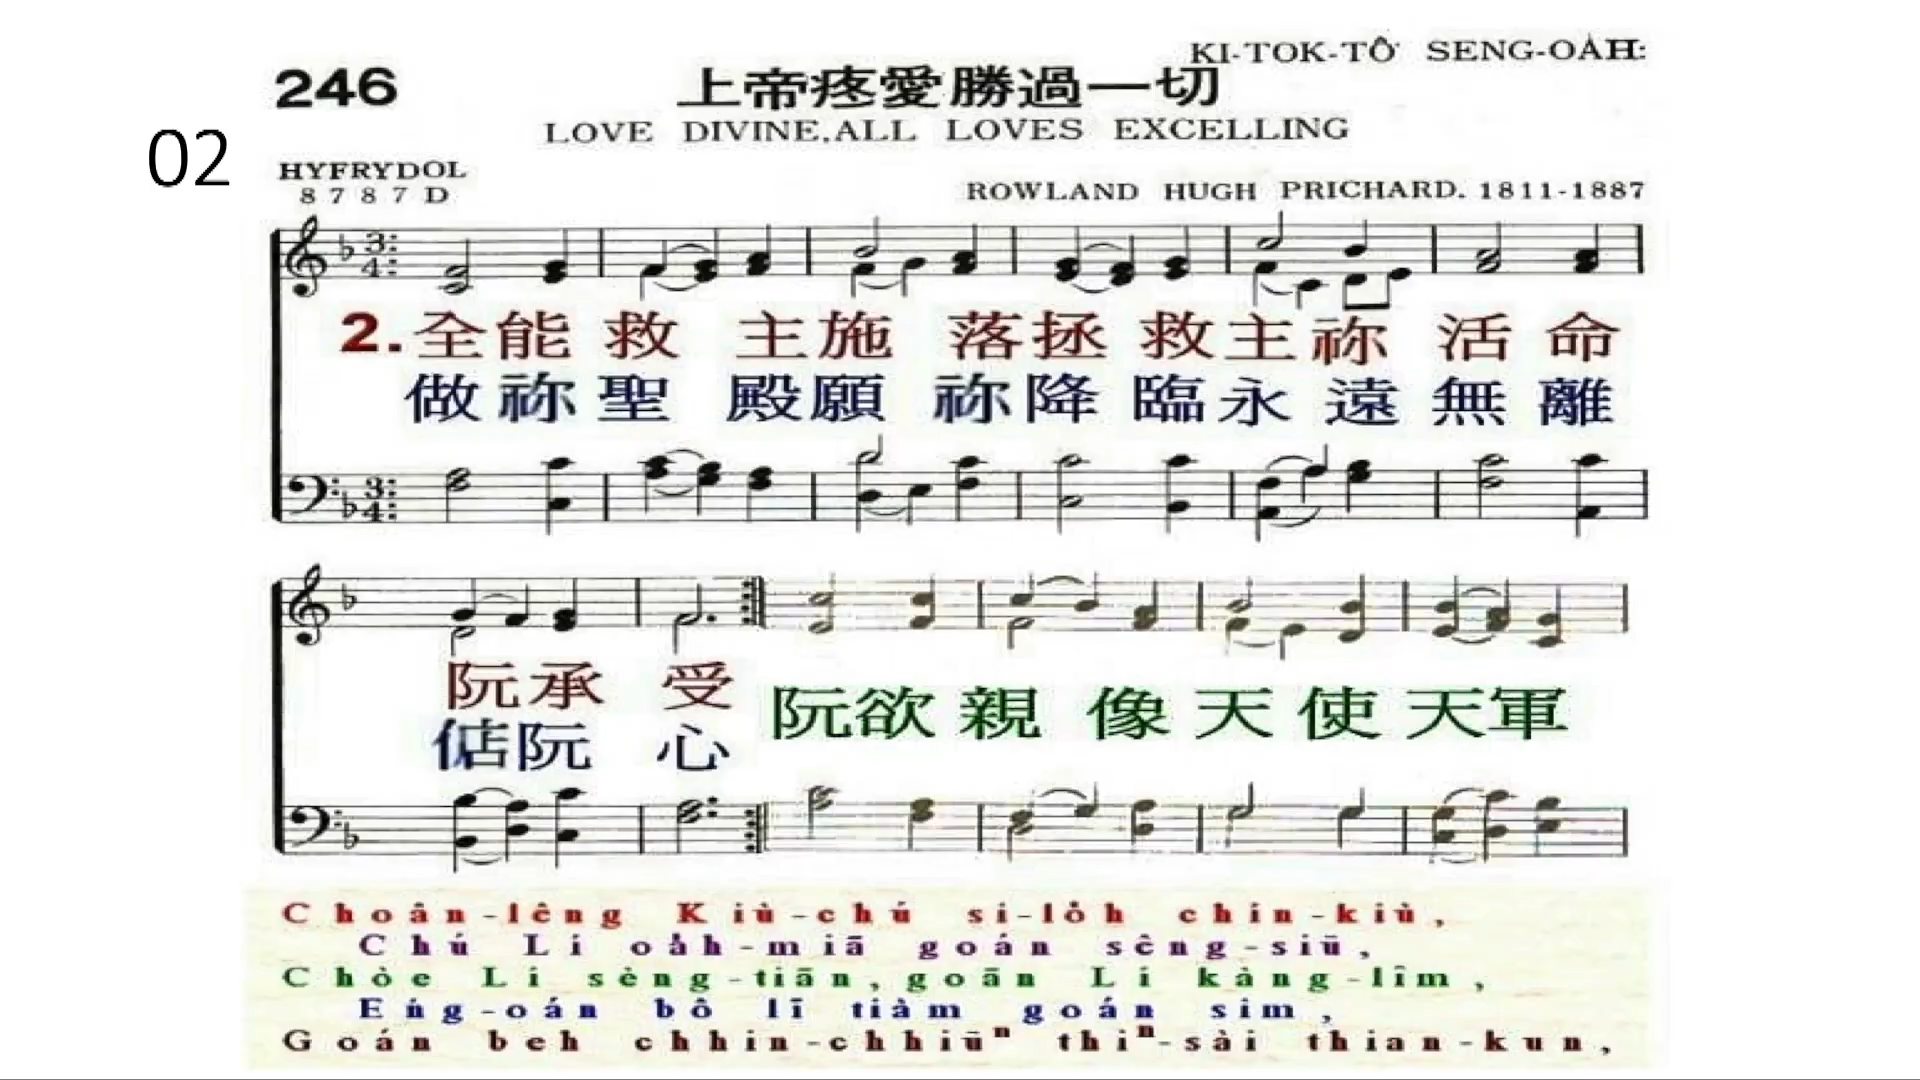 KI-TOK-TÔ͘ SENG-OA̍H:
246 上帝疼愛勝過一切
LOVE DIVINE,ALL LOVES EXCELLING
02
HYFRYDOL
8 7 8 7 D
ROWLAND HUGH PRICHARD. 1811-1887
2.全能救主施落拯救主祢活命
做祢聖殿願祢降臨永遠無離
阮承受
佔阮心
阮欲親像天使天軍
Choân-lêng Kiù-chú si-lo̍h chín-kiù,
Chú Lí oa̍h-miā goán sêng-siū,
Chòe Lí sèng-tiān, goān Lí kàng-lîm,
Éng-oán bô lī tiàm goán sim,
Goán beh chhin-chhiūⁿ thiⁿ-sài thian-kun,